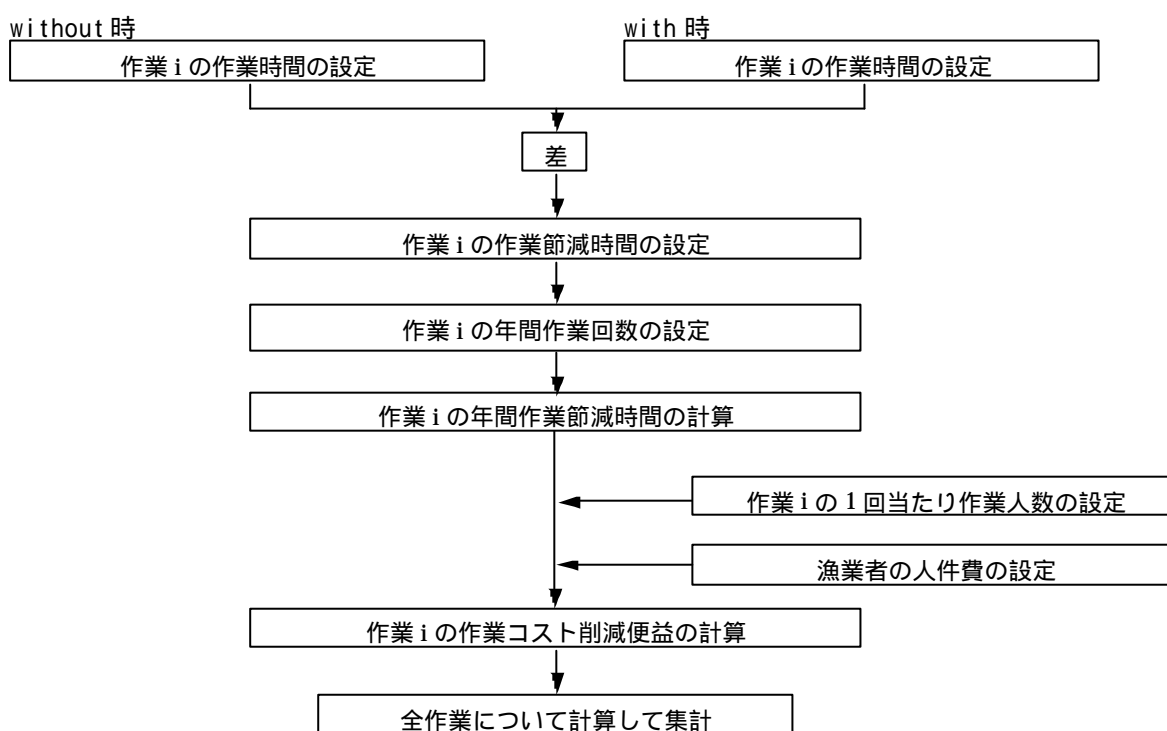 without 時
with 時
作業 i の作業時間の設定
作業 i の作業時間の設定
差
作業 i の作業節減時間の設定
作業 i の年間作業回数の設定
作業 i の年間作業節減時間の計算
作業 i の 1 回当たり作業人数の設定
漁業者の人件費の設定
作業 i の作業コスト削減便益の計算
全作業について計算して集計